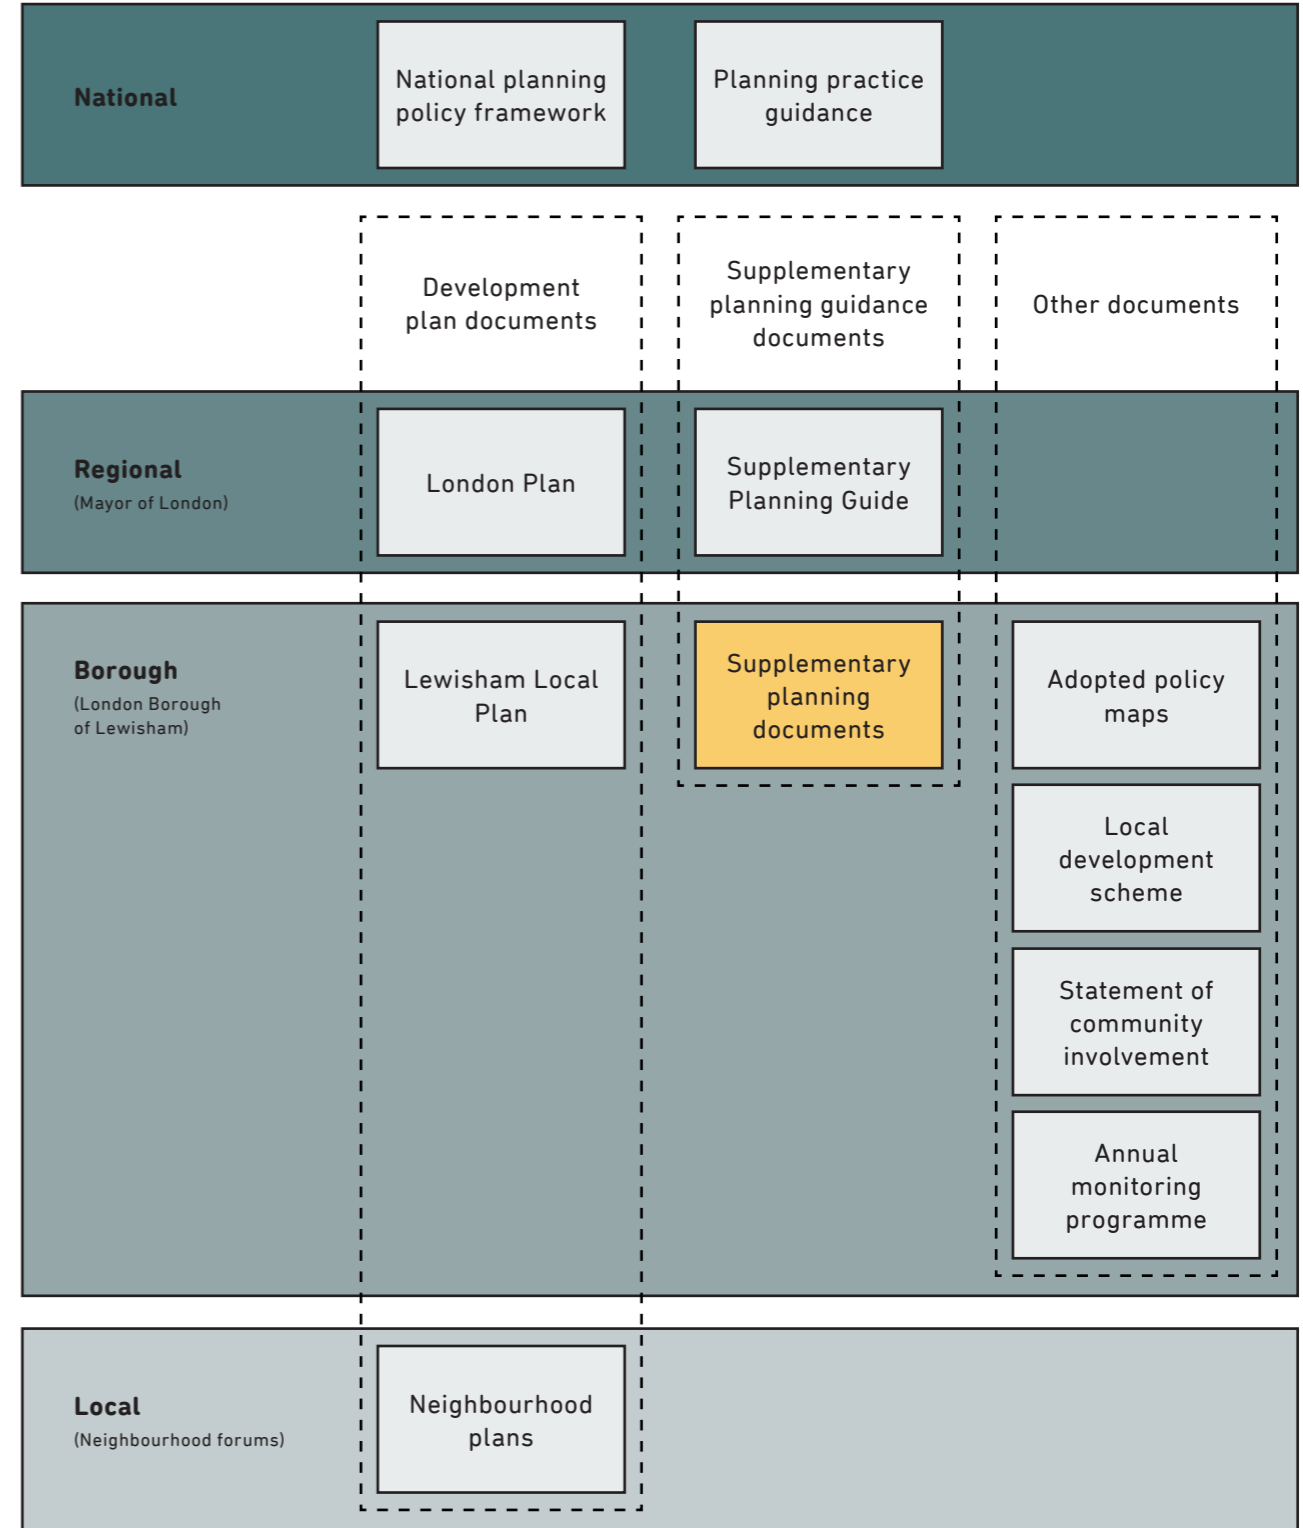 National
National planning
policy framework
Planning practice
guidance
Development
plan documents
Supplementary
planning guidance
documents
Other documents
Regional
(Mayor of London)
London Plan
Supplementary
Planning Guide
Borough
(London Borough
of Lewisham)
Lewisham Local
Plan
Supplementary
planning
documents
Adopted policy
maps
Local
development
scheme
Statement of
community
involvement
Annual
monitoring
programme
Local
(Neighbourhood forums)
Neighbourhood
plans